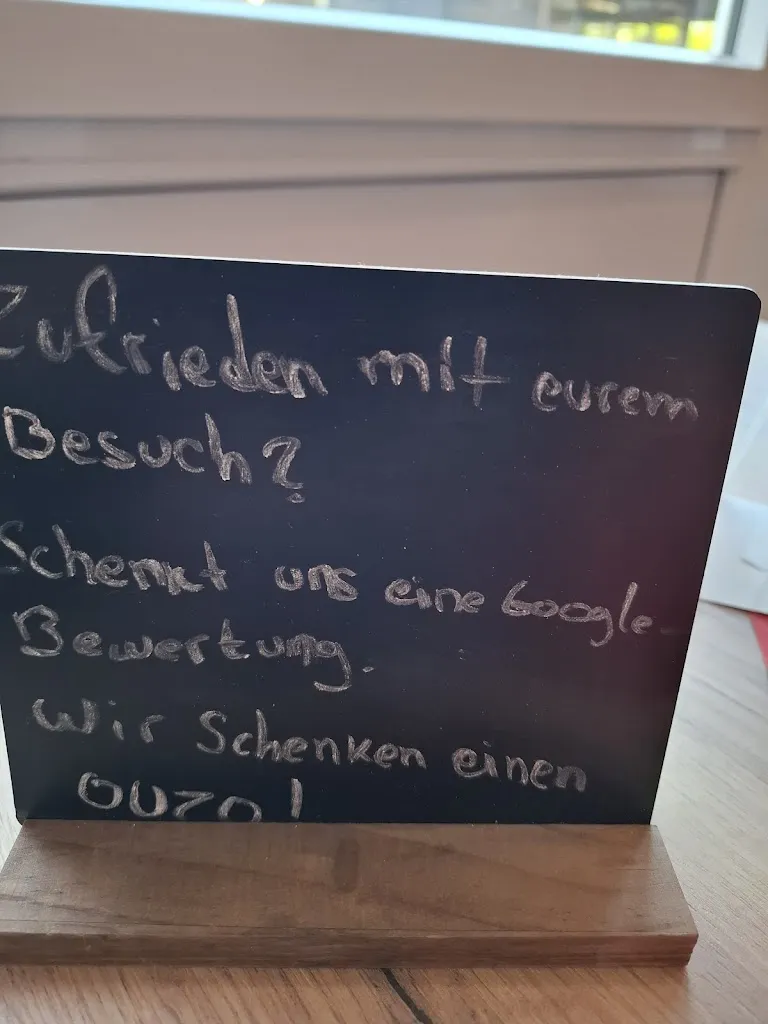 Zufrieden mit eurem
Besuch?
Schenkt uns eine Google-
Bewertung.
Wir Schenken einen
OUZO!